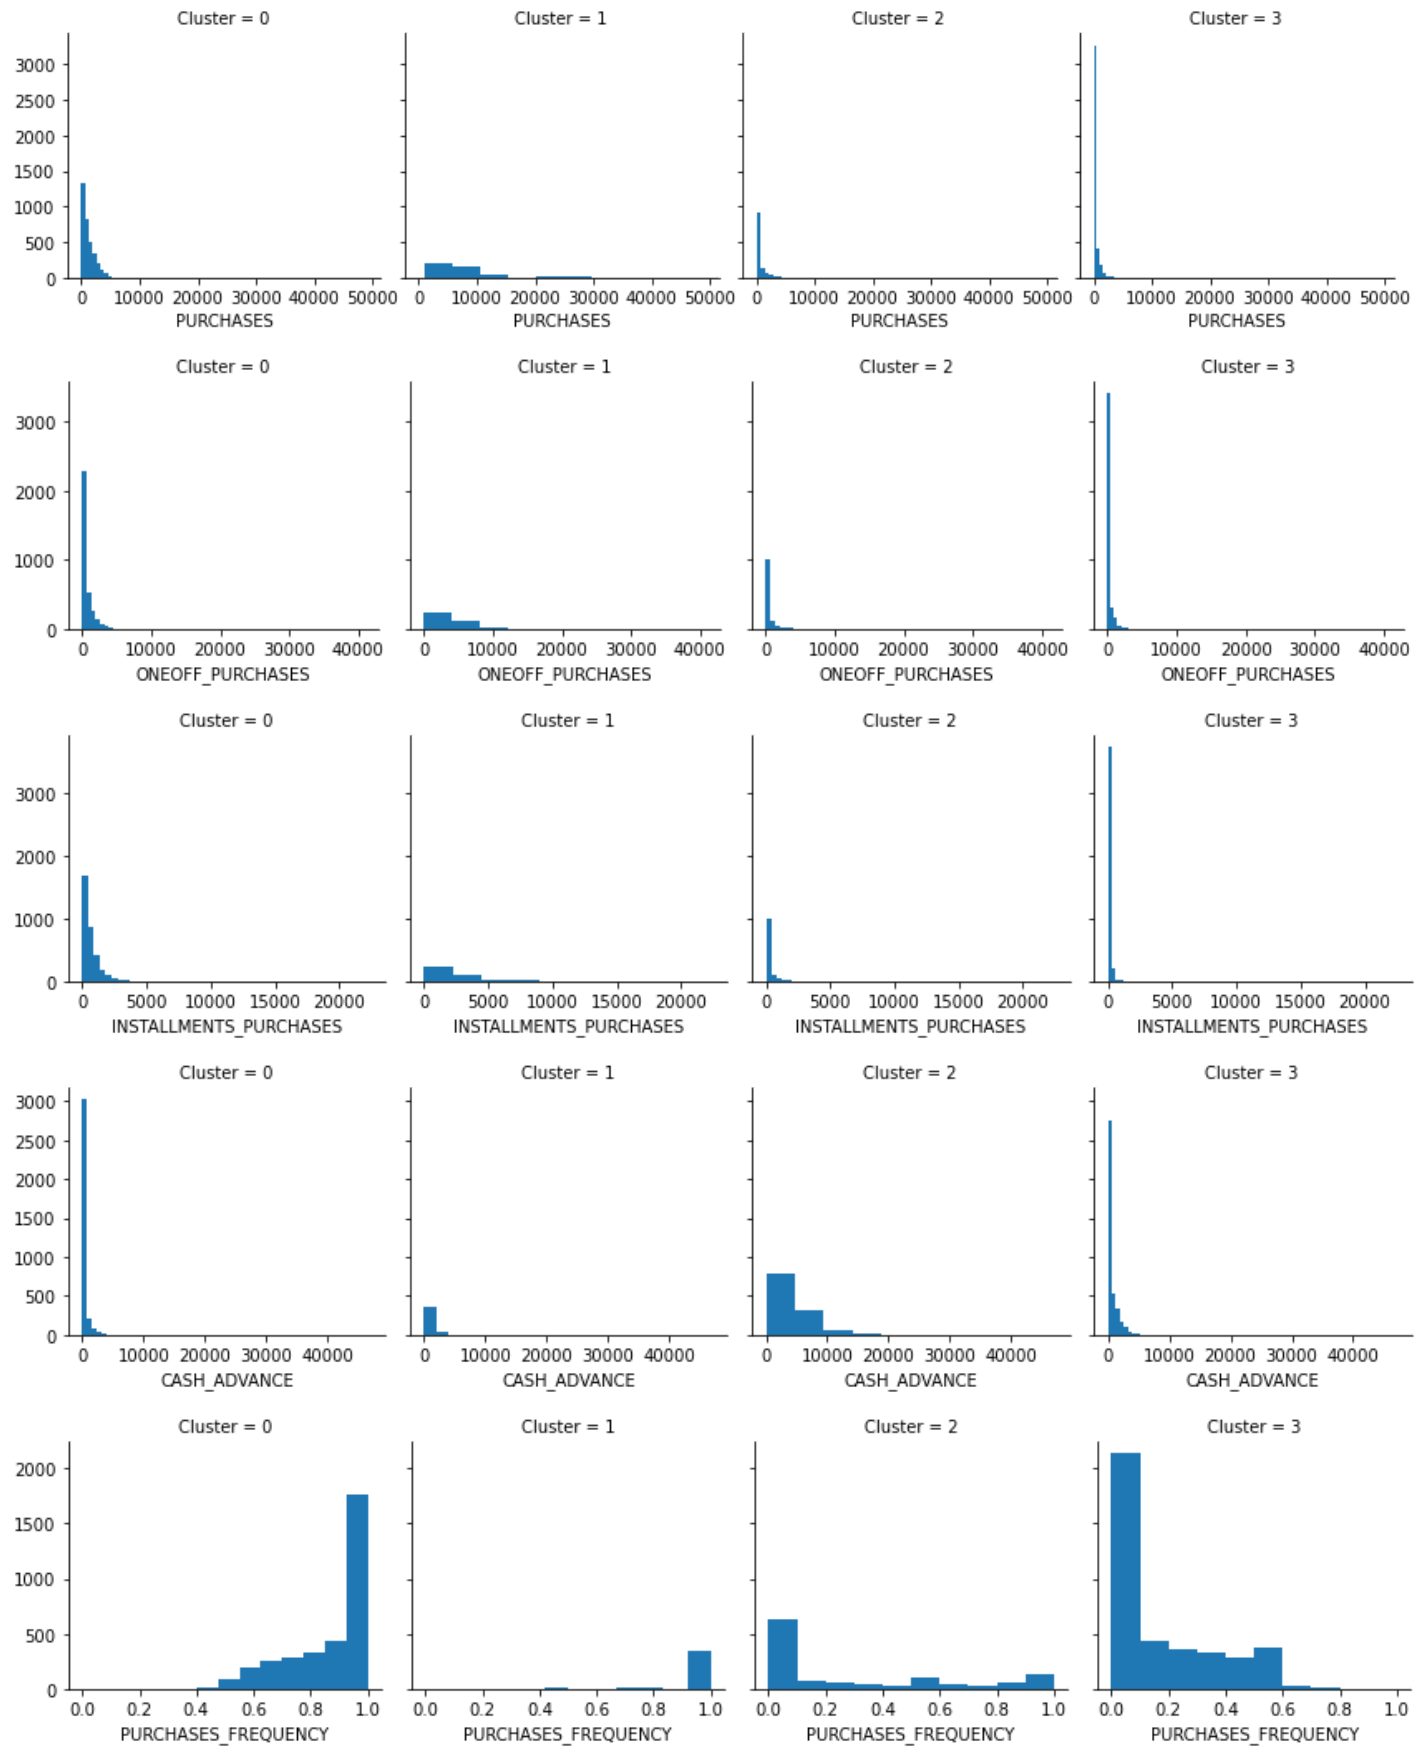 Cluster = 0 Cluster = 1 Cluster = 2 Cluster = 3
3000
2500
2000
1500
1000
500
0
0 10000 20000 30000 40000 50000 0 10000 20000 30000 40000 50000 0 10000 20000 30000 40000 50000 0 10000 20000 30000 40000 50000
PURCHASES PURCHASES PURCHASES PURCHASES
Cluster = 0 Cluster = 1 Cluster = 2 Cluster = 3
3000
2000
1000
0
0 10000 20000 30000 40000 0 10000 20000 30000 40000 0 10000 20000 30000 40000 0 10000 20000 30000 40000
ONEOFF_PURCHASES ONEOFF_PURCHASES ONEOFF_PURCHASES ONEOFF_PURCHASES
Cluster = 0 Cluster = 1 Cluster = 2 Cluster = 3
3000
2000
1000
0
0 5000 10000 15000 20000 0 5000 10000 15000 20000 0 5000 10000 15000 20000 0 5000 10000 15000 20000
INSTALLMENTS_PURCHASES INSTALLMENTS_PURCHASES INSTALLMENTS_PURCHASES INSTALLMENTS_PURCHASES
Cluster = 0 Cluster = 1 Cluster = 2 Cluster = 3
3000
2500
2000
1500
1000
500
0
0 10000 20000 30000 40000 0 10000 20000 30000 40000 0 10000 20000 30000 40000 0 10000 20000 30000 40000
CASH_ADVANCE CASH_ADVANCE CASH_ADVANCE CASH_ADVANCE
Cluster = 0 Cluster = 1 Cluster = 2 Cluster = 3
2000
1500
1000
500
0
0.0 0.2 0.4 0.6 0.8 1.0 0.0 0.2 0.4 0.6 0.8 1.0 0.0 0.2 0.4 0.6 0.8 1.0 0.0 0.2 0.4 0.6 0.8 1.0
PURCHASES_FREQUENCY PURCHASES_FREQUENCY PURCHASES_FREQUENCY PURCHASES_FREQUENCY